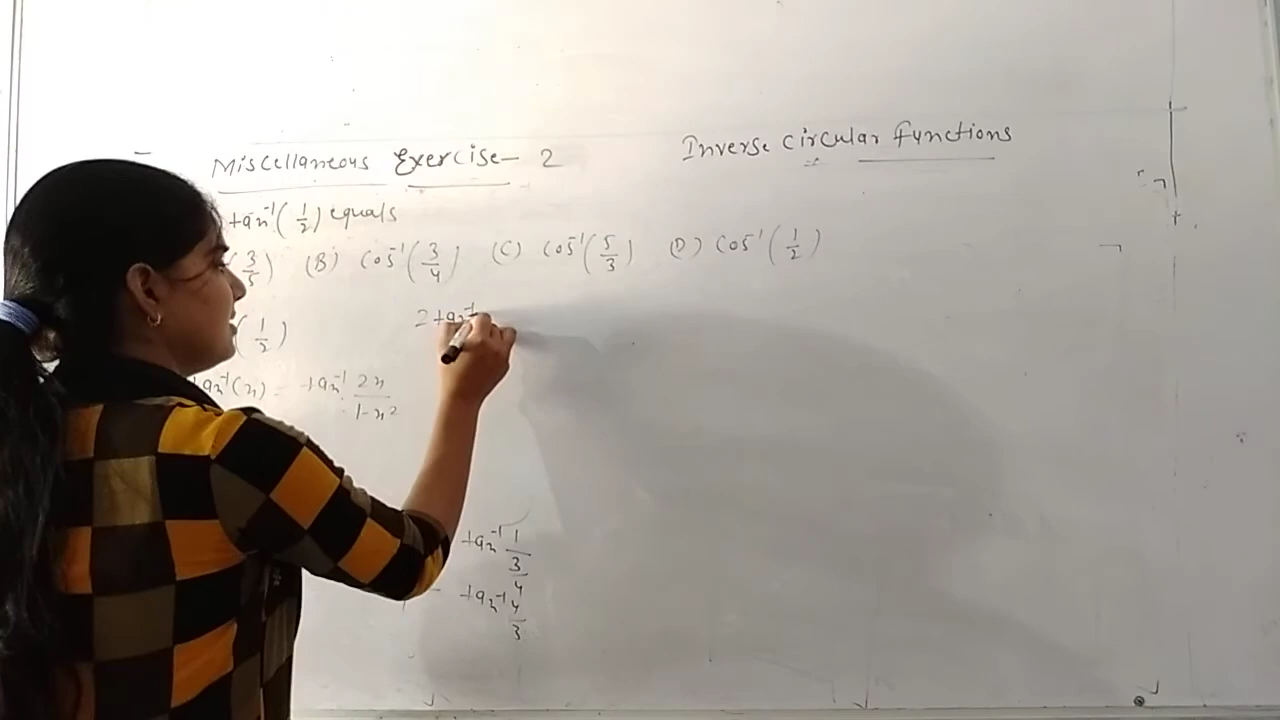 Miscellaneous Exercise- 2 Inverse Circular functions
tan⁻¹(1/2) equals
(3/5) (B) Cos⁻¹(3/4) (C) Cos⁻¹(5/3) (D) Cos⁻¹(1/2)
(1/2) 2 tan⁻¹
tan⁻¹(x) = tan⁻¹ 2x/1-x²
tan⁻¹ 1/(3/4)
- tan⁻¹ 4/3